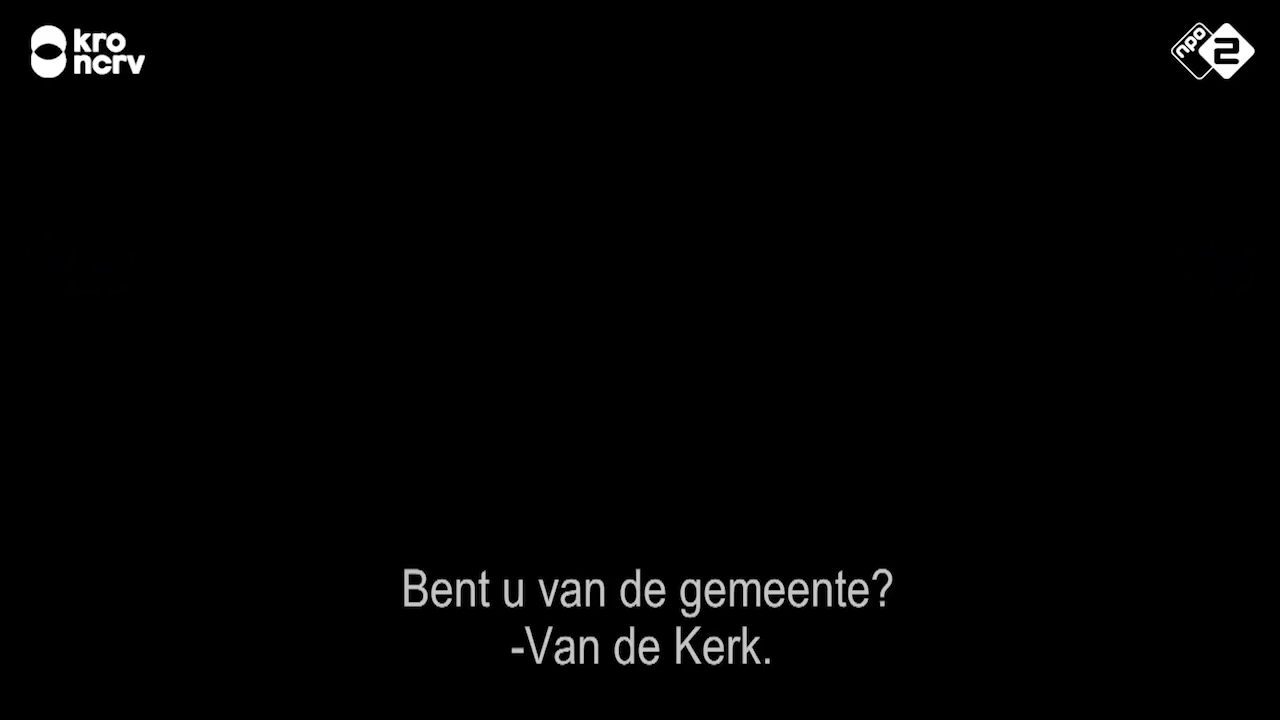 kro
ncrv
npo
2
Bent u van de gemeente?
-Van de Kerk.